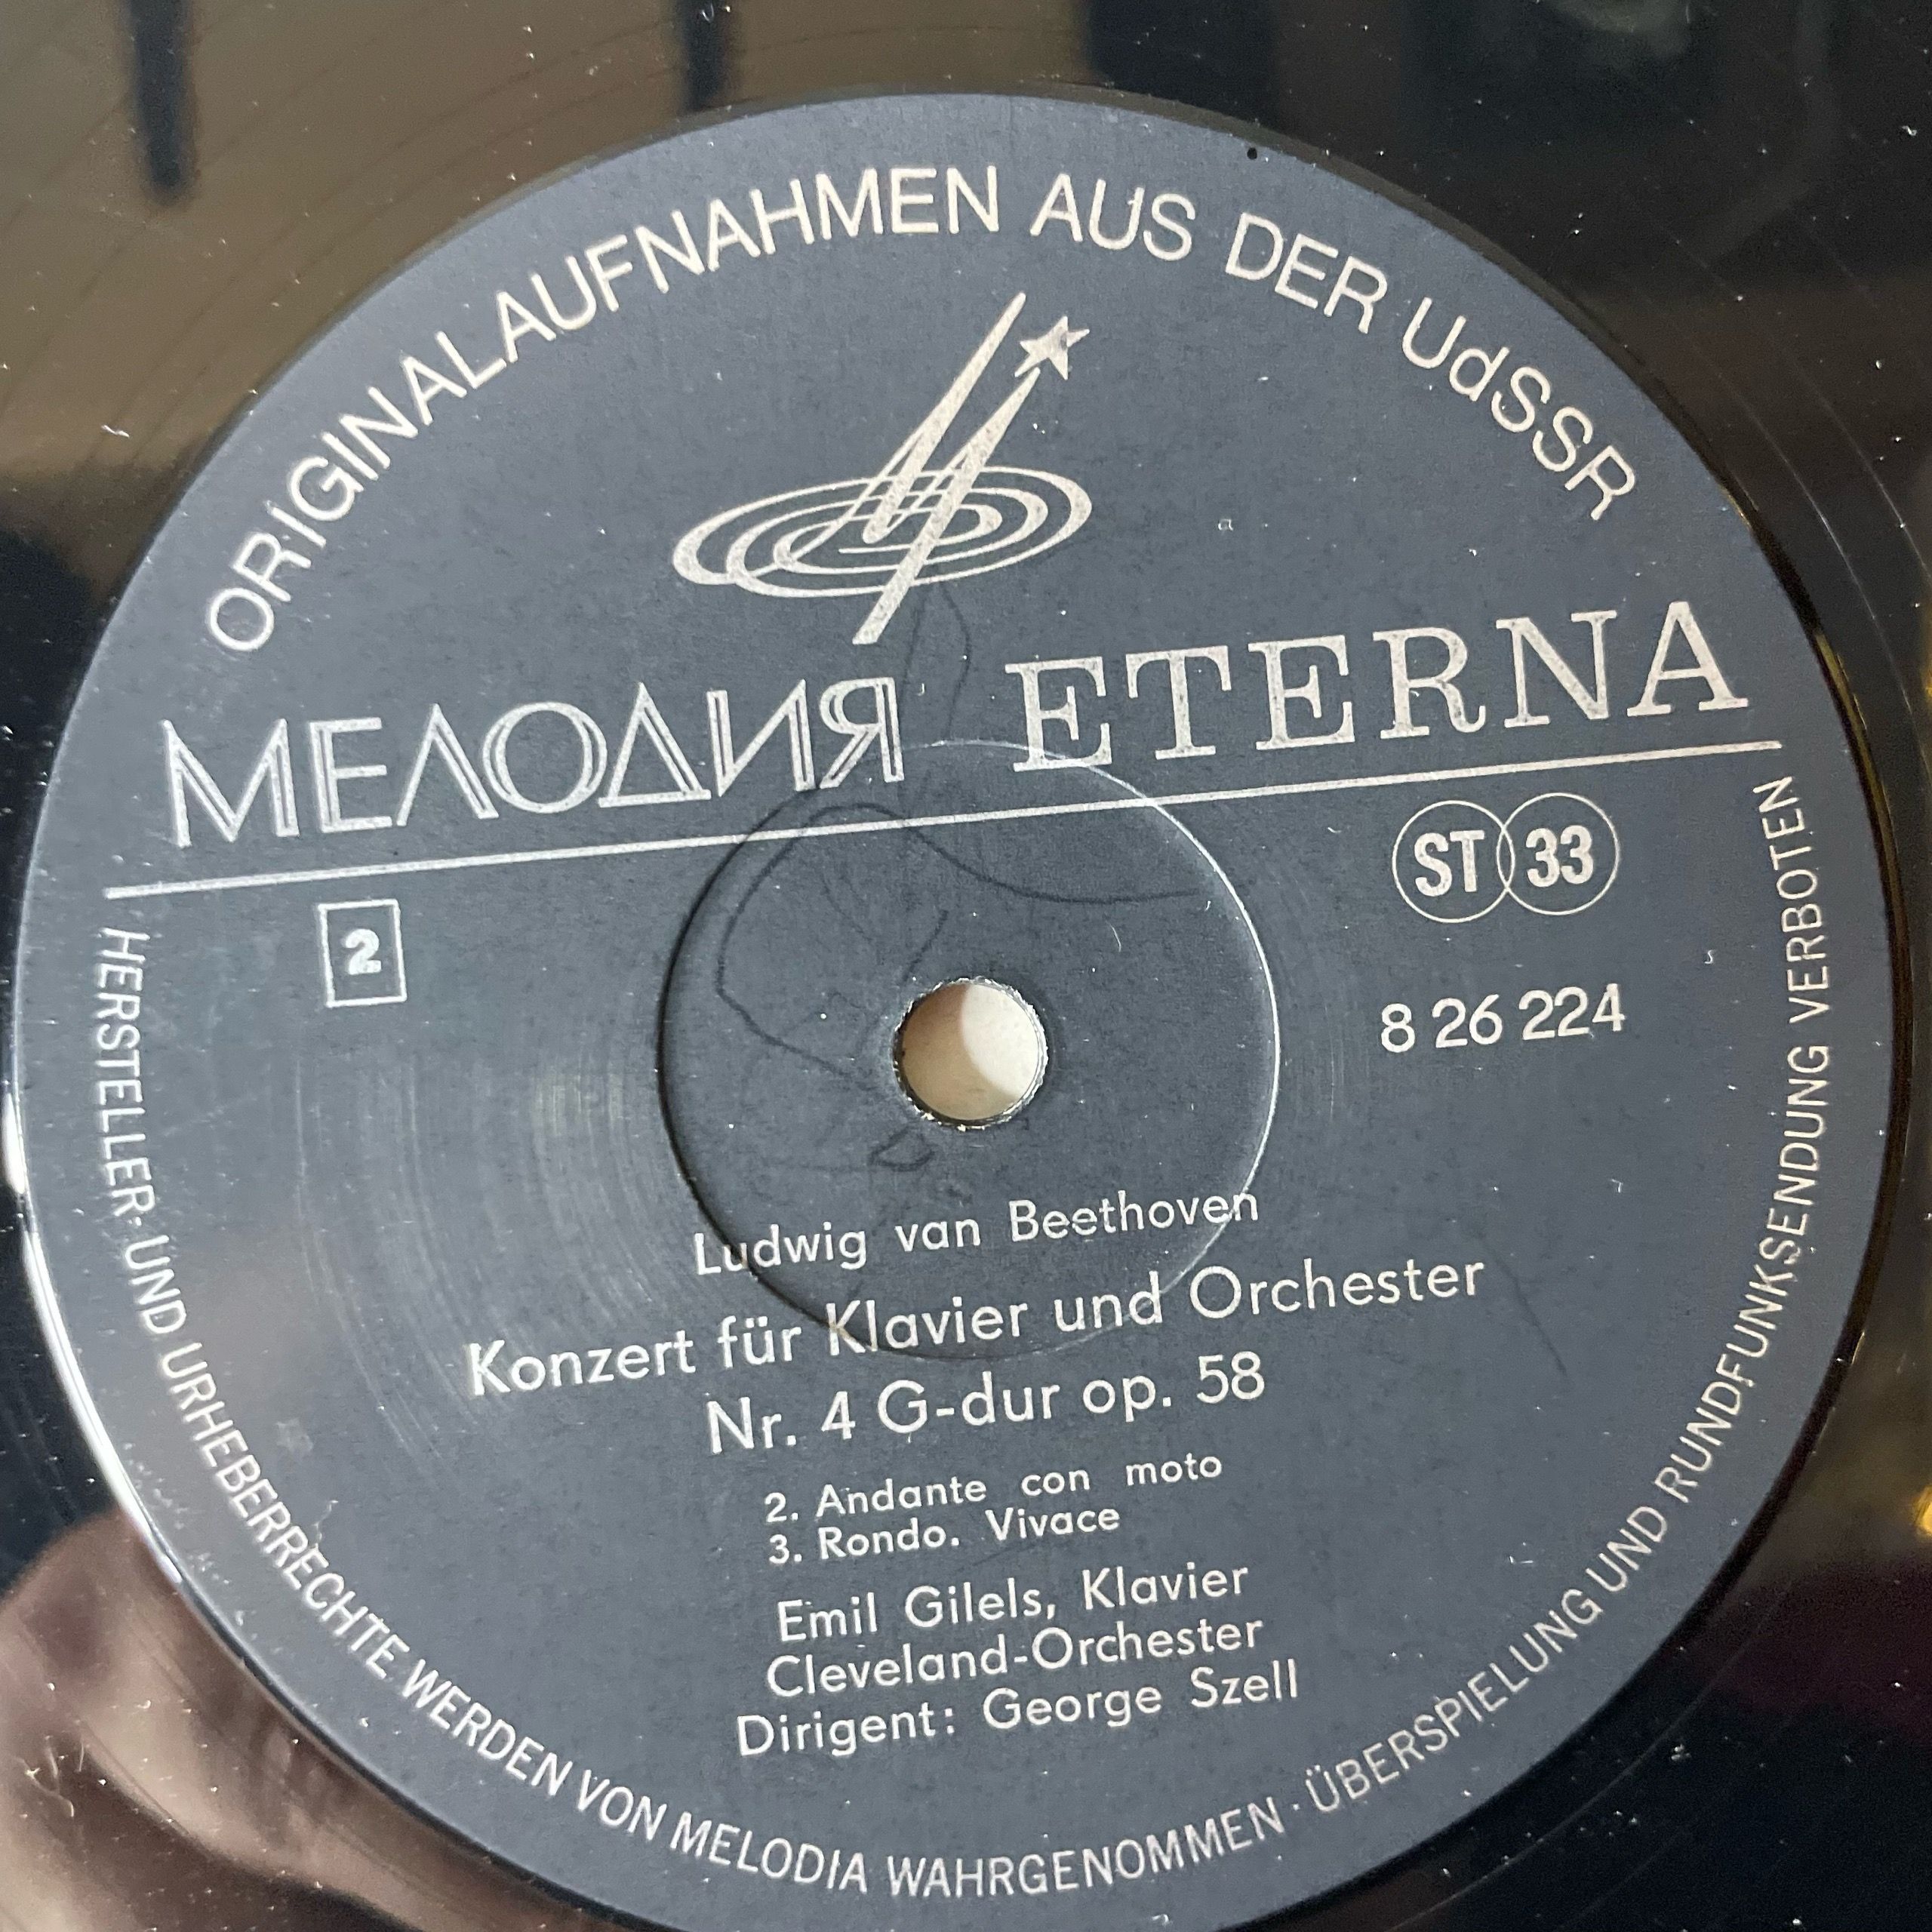 ORIGINALAUFNAHMEN AUS DER UdSSR
МЕЛОДИЯ ETERNA
ST 33
2
8 26 224
Ludwig van Beethoven
Konzert für Klavier und Orchester
Nr. 4 G-dur op. 58
2. Andante con moto
3. Rondo. Vivace
Emil Gilels, Klavier
Cleveland-Orchester
Dirigent: George Szell
HERSTELLER- UND URHEBERRECHTE WERDEN VON MELODIA WAHRGENOMMEN · ÜBERSPIELUNG UND RUNDFUNKSENDUNG VERBOTEN